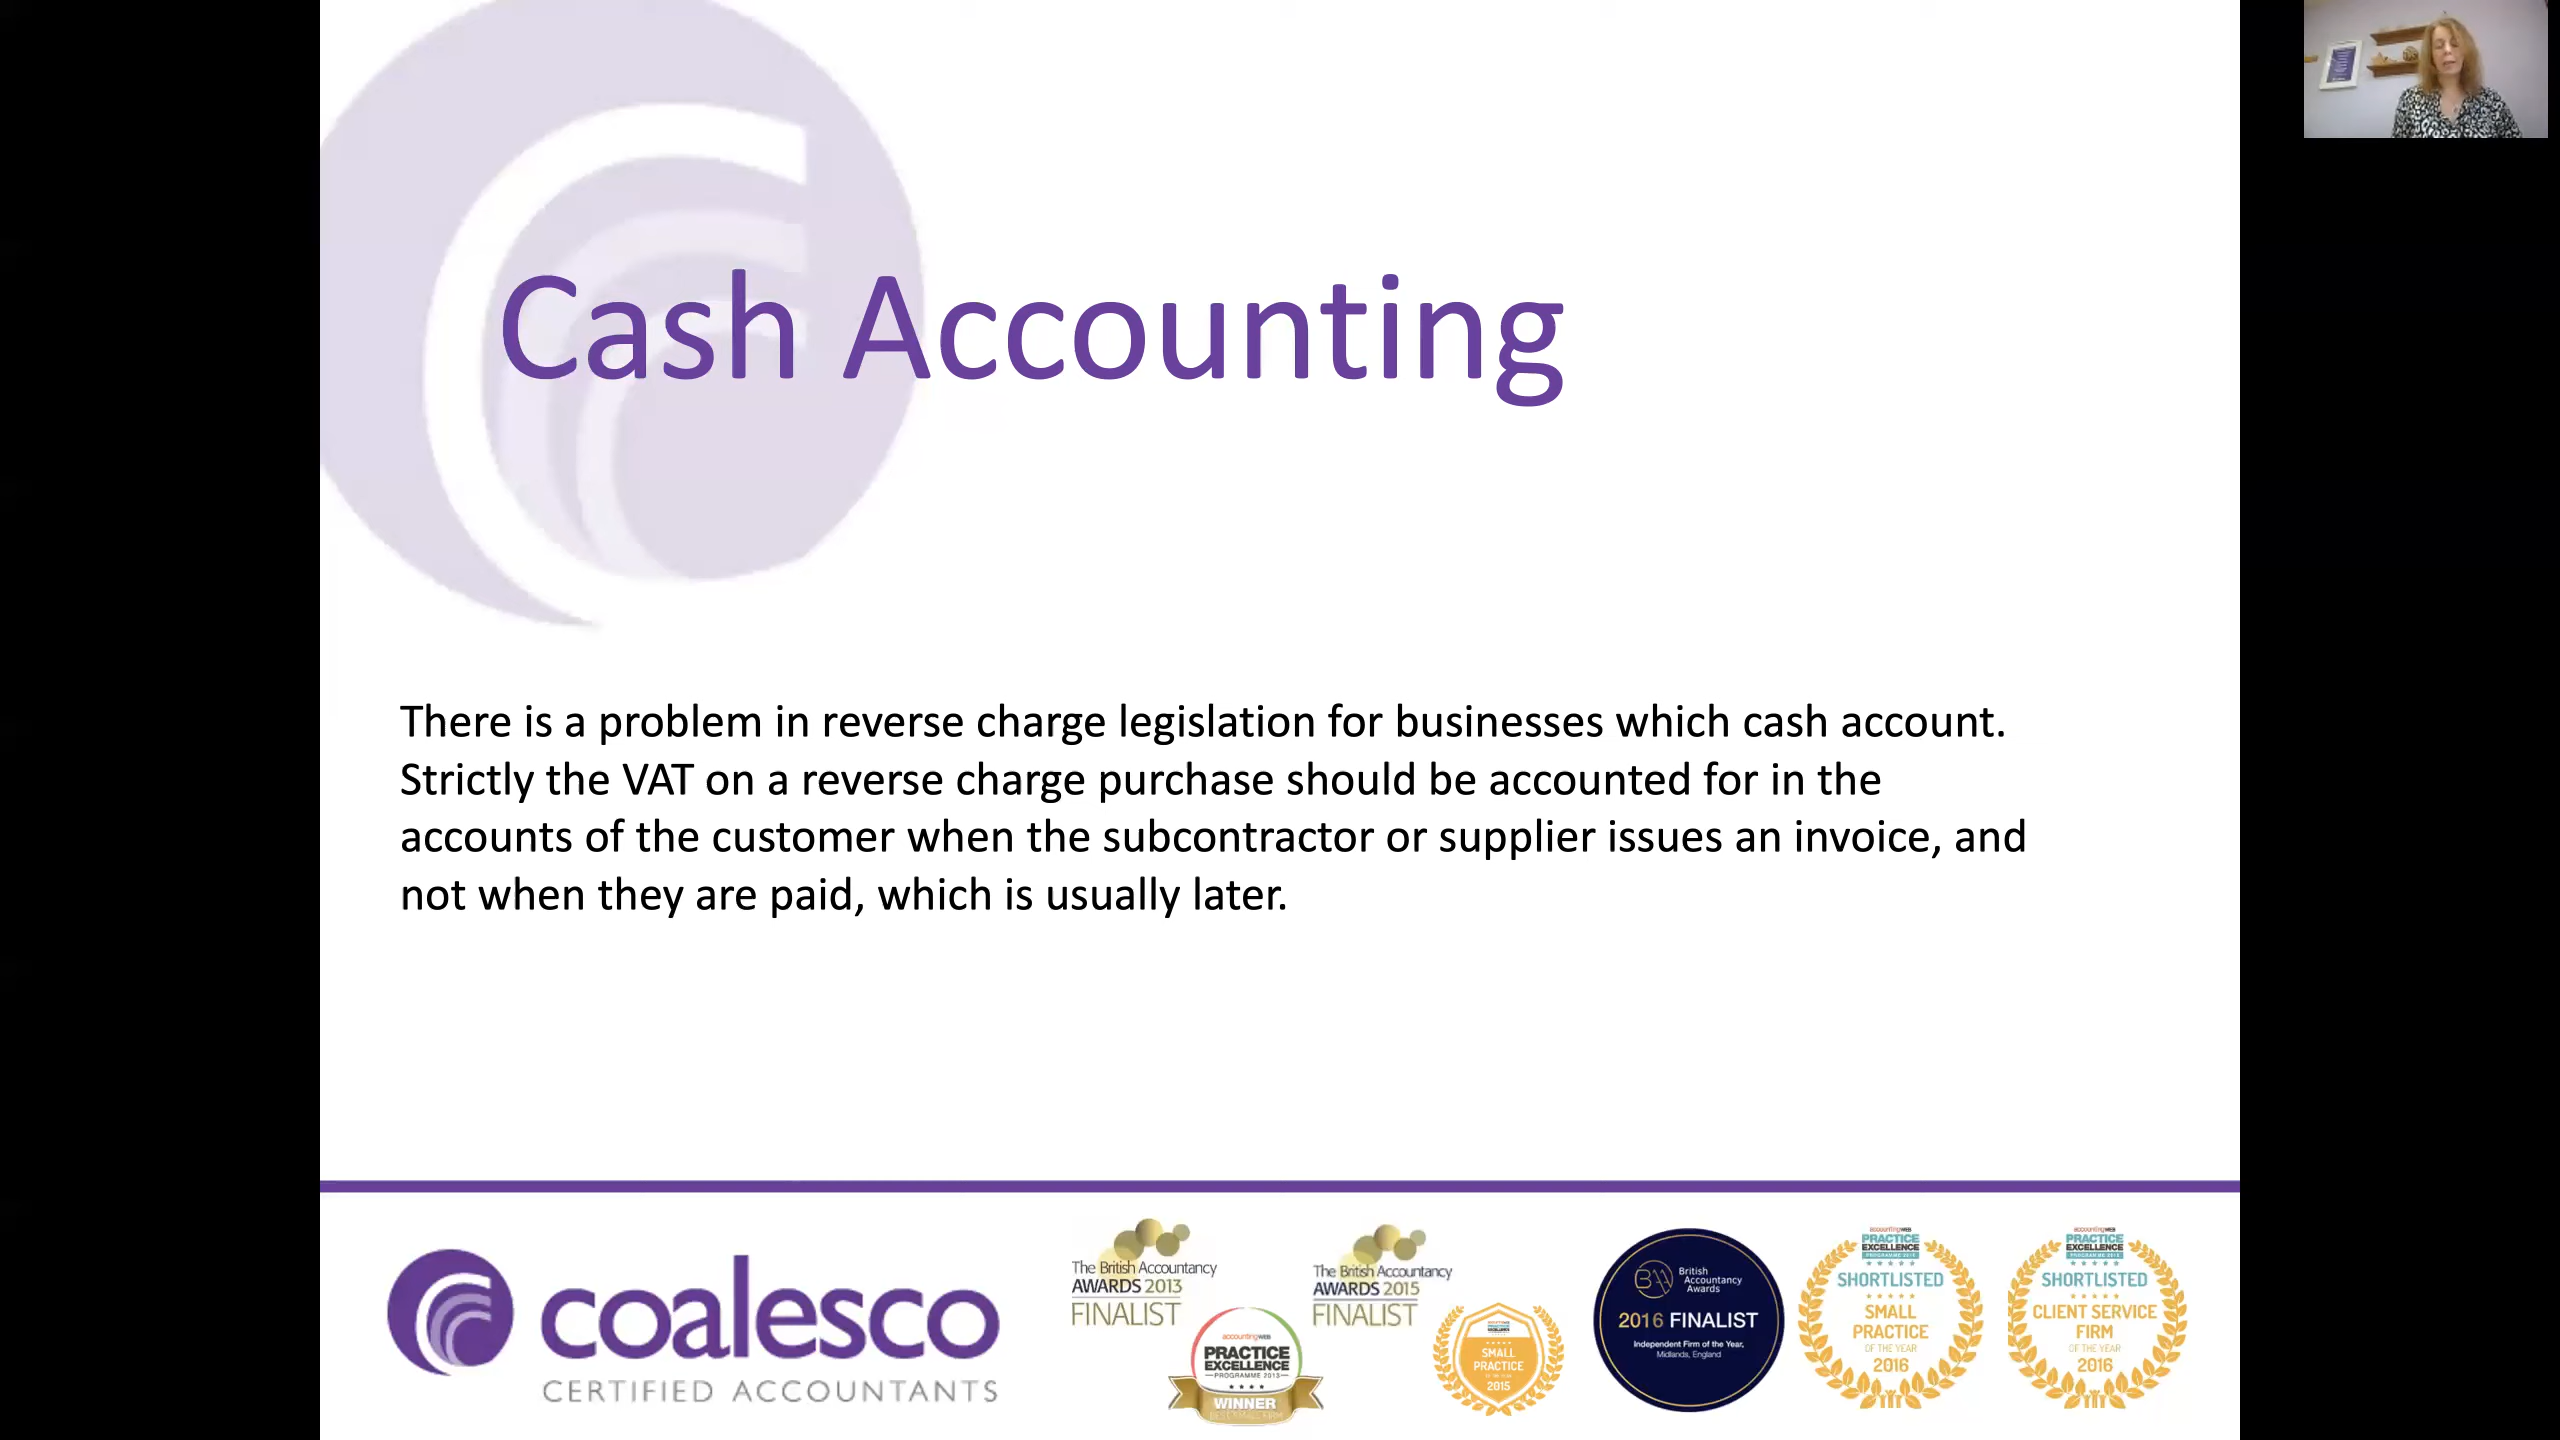 Cash Accounting
There is a problem in reverse charge legislation for businesses which cash account.
Strictly the VAT on a reverse charge purchase should be accounted for in the
accounts of the customer when the subcontractor or supplier issues an invoice, and
not when they are paid, which is usually later.
coalesco
CERTIFIED ACCOUNTANTS
The British Accountancy
AWARDS 2013
FINALIST
accountingWEB
PRACTICE
EXCELLENCE
PROGRAMME 2013
WINNER
The British Accountancy
AWARDS 2015
FINALIST
SMALL
PRACTICE
2015
British
Accountancy
Awards
2016 FINALIST
Independent Firm of the Year,
Midlands, England
accountingWEB
PRACTICE
EXCELLENCE
SHORTLISTED
SMALL
PRACTICE
OF THE YEAR
2016
accountingWEB
PRACTICE
EXCELLENCE
SHORTLISTED
CLIENT SERVICE
FIRM
OF THE YEAR
2016